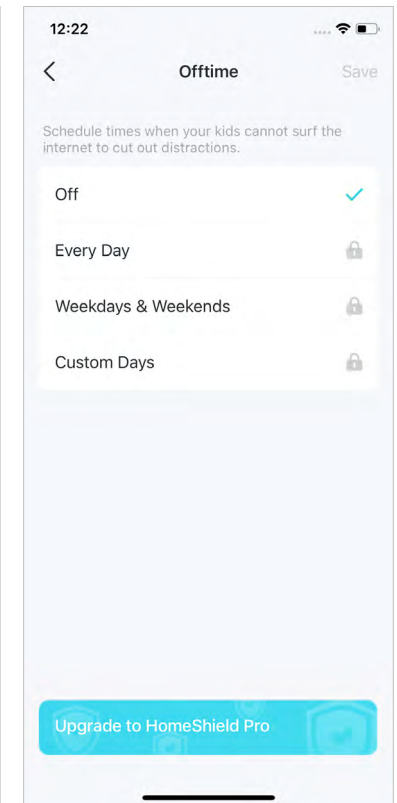 12:22
Offtime
Save
Schedule times when your kids cannot surf the
internet to cut out distractions.
Off
Every Day
Weekdays & Weekends
Custom Days
Upgrade to HomeShield Pro